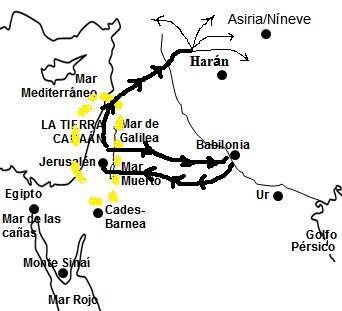 Asiria/Níneve
Harán
Mar
Mediterráneo
LA TIERRA
CANAÁN
Mar de
Galilea
Babilonia
Jerusalén
Mar
Muerto
Egipto
Ur
Mar de las
cañas
Cades-
Barnea
Golfo
Pérsico
Monte Sinaí
Mar Rojo